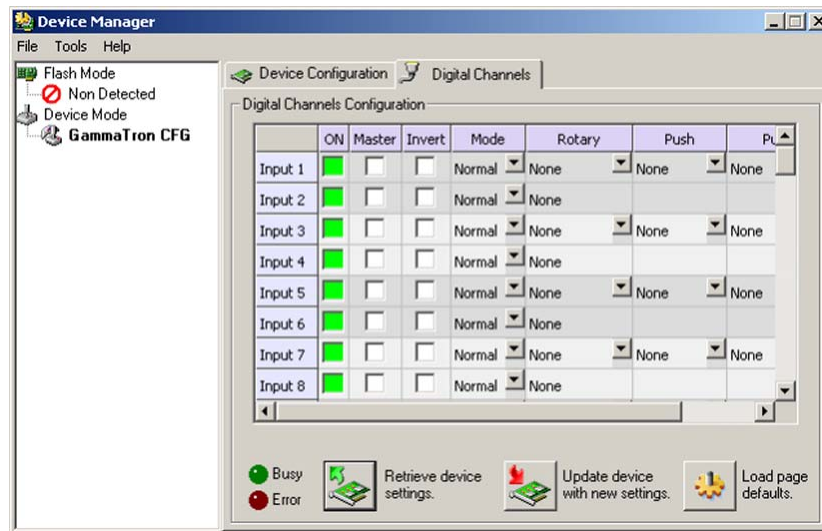 Device Manager
File Tools Help
Flash Mode
Non Detected
Device Mode
GammaTron CFG
Device Configuration Digital Channels
Digital Channels Configuration
ON Master Invert Mode Rotary Push
Input 1 Normal None None None
Input 2 Normal None
Input 3 Normal None None None
Input 4 Normal None
Input 5 Normal None None None
Input 6 Normal None
Input 7 Normal None None None
Input 8 Normal None
Busy
Error
Retrieve device
settings.
Update device
with new settings.
Load page
defaults.